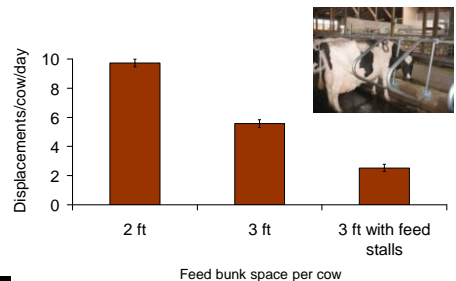 Displacements/cow/day
10
8
6
4
2
0
2 ft
3 ft
3 ft with feed
stalls
Feed bunk space per cow